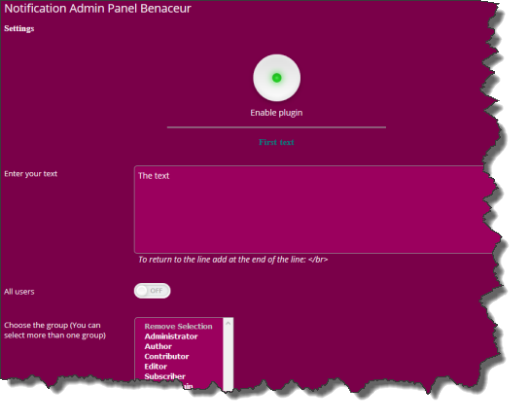 Notification Admin Panel Benaceur
Settings
Enable plugin
First text
Enter your text
The text
To return to the line add at the end of the line: </br>
All users
OFF
Choose the group (You can
select more than one group)
Remove Selection
Administrator
Author
Contributor
Editor
Subscriber